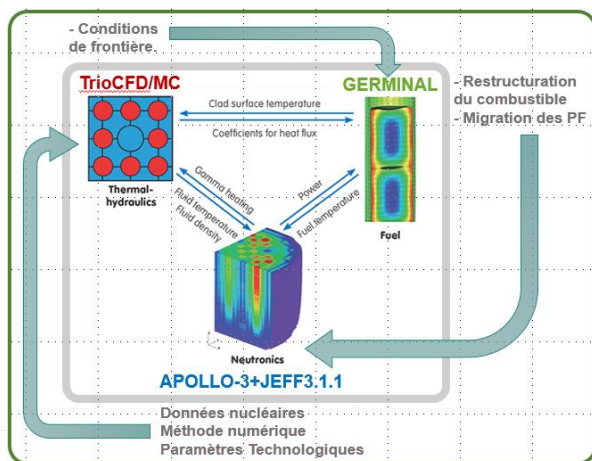 - Conditions
de frontière.
TrioCFD/MC
GERMINAL
- Restructuration
du combustible
- Migration des PF
Clad surface temperature
Coefficients for heat flux
Thermal-
hydraulics
Gamma heating
Fluid temperature
Fluid density
Power
Fuel temperature
Fuel
Neutronics
APOLLO-3+JEFF3.1.1
Données nucléaires
Méthode numérique
Paramètres Technologiques